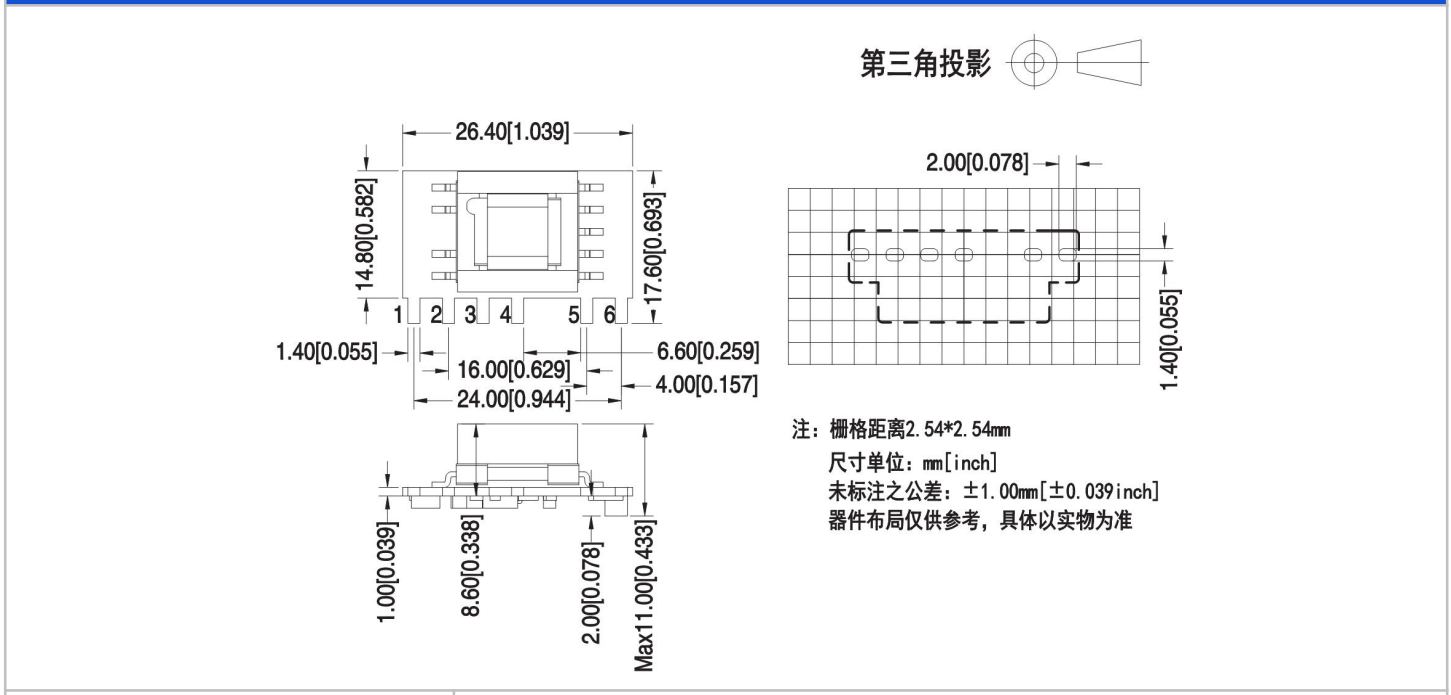 第三角投影
26.40[1.039]
14.80[0.582]
17.60[0.693]
1 2 3 4 5 6
1.40[0.055]
6.60[0.259]
16.00[0.629]
4.00[0.157]
24.00[0.944]
1.00[0.039]
8.60[0.338]
2.00[0.078]
Max11.00[0.433]
2.00[0.078]
1.40[0.055]
注：栅格距离2.54*2.54mm
尺寸单位：mm[inch]
未标注之公差：±1.00mm[±0.039inch]
器件布局仅供参考，具体以实物为准